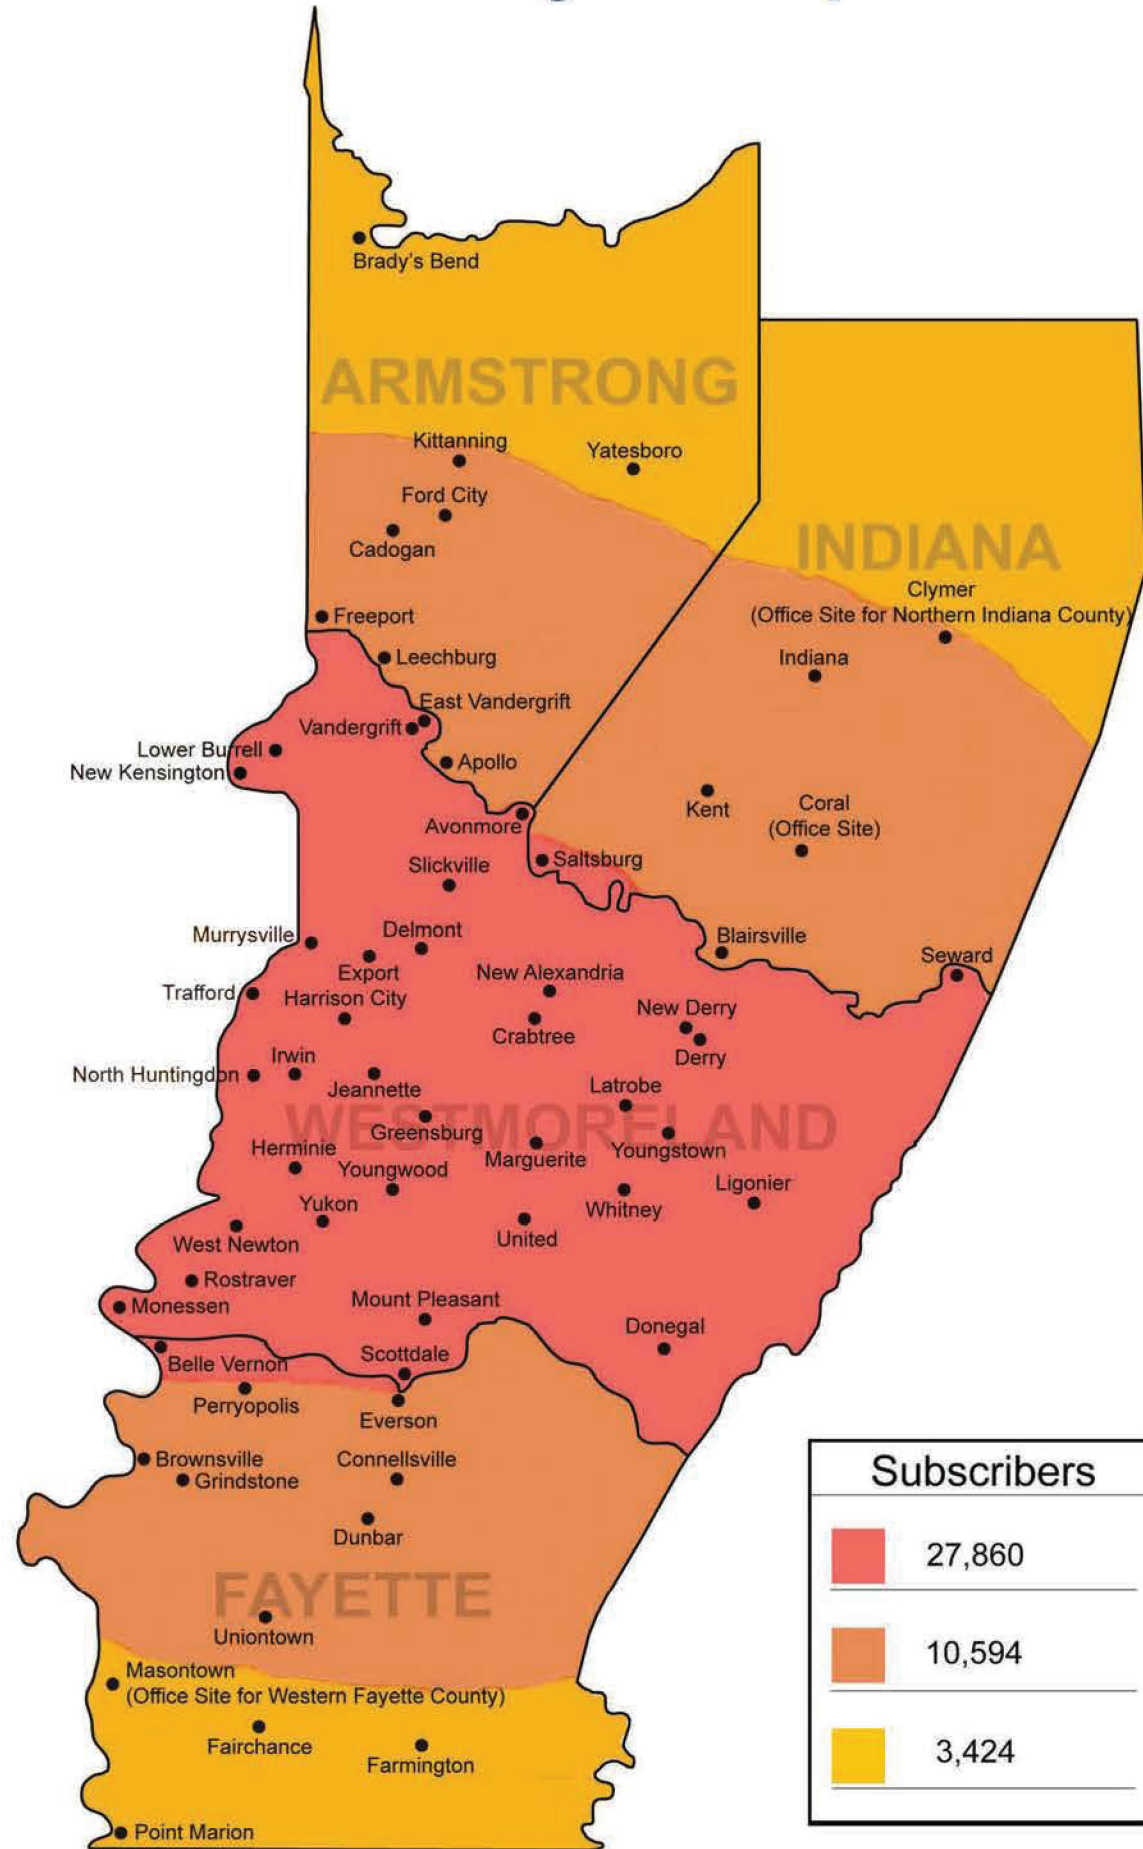 Brady's Bend
ARMSTRONG
Kittanning
Yatesboro
Ford City
Cadogan
INDIANA
Clymer
(Office Site for Northern Indiana County)
Freeport
Indiana
Leechburg
East Vandergrift
Vandergrift
Lower Burrell
New Kensington
Apollo
Kent
Coral
(Office Site)
Avonmore
Saltsburg
Slickville
Murrysville
Delmont
Blairsville
Seward
Export
New Alexandria
Trafford
Harrison City
New Derry
Crabtree
Derry
Irwin
North Huntingdon
Jeannette
Latrobe
WESTMORELAND
Greensburg
Herminie
Marguerite
Youngstown
Youngwood
Ligonier
Yukon
Whitney
West Newton
United
Rostraver
Monessen
Mount Pleasant
Donegal
Scottdale
Belle Vernon
Perryopolis
Everson
Brownsville
Connellsville
Grindstone
Dunbar
FAYETTE
Uniontown
Masontown
(Office Site for Western Fayette County)
Fairchance
Farmington
Point Marion
Subscribers
27,860
10,594
3,424